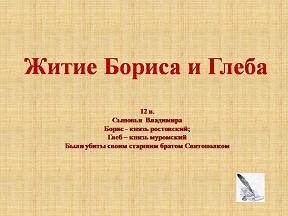 Житие Бориса и Глеба
12 в.
Сыновья Владимира
Борис - князь ростовский;
Глеб – князь муромский
Были убиты своим старшим братом Святополком